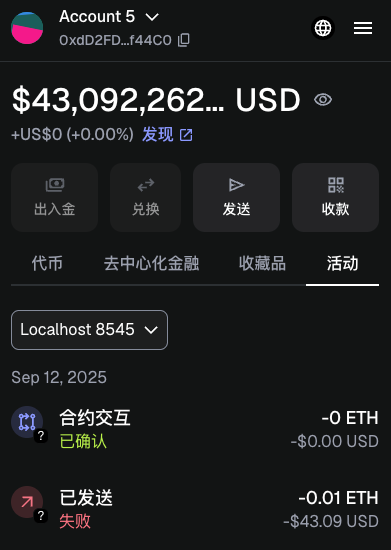 Account 5
0xdD2FD...f44C0
$43,092,262... USD
+US$0 (+0.00%) 发现
出入金 兑换 发送 收款
代币 去中心化金融 收藏品 活动
Localhost 8545
Sep 12, 2025
合约交互 -0 ETH
已确认 -$0.00 USD
?
已发送 -0.01 ETH
失败 -$43.09 USD
?